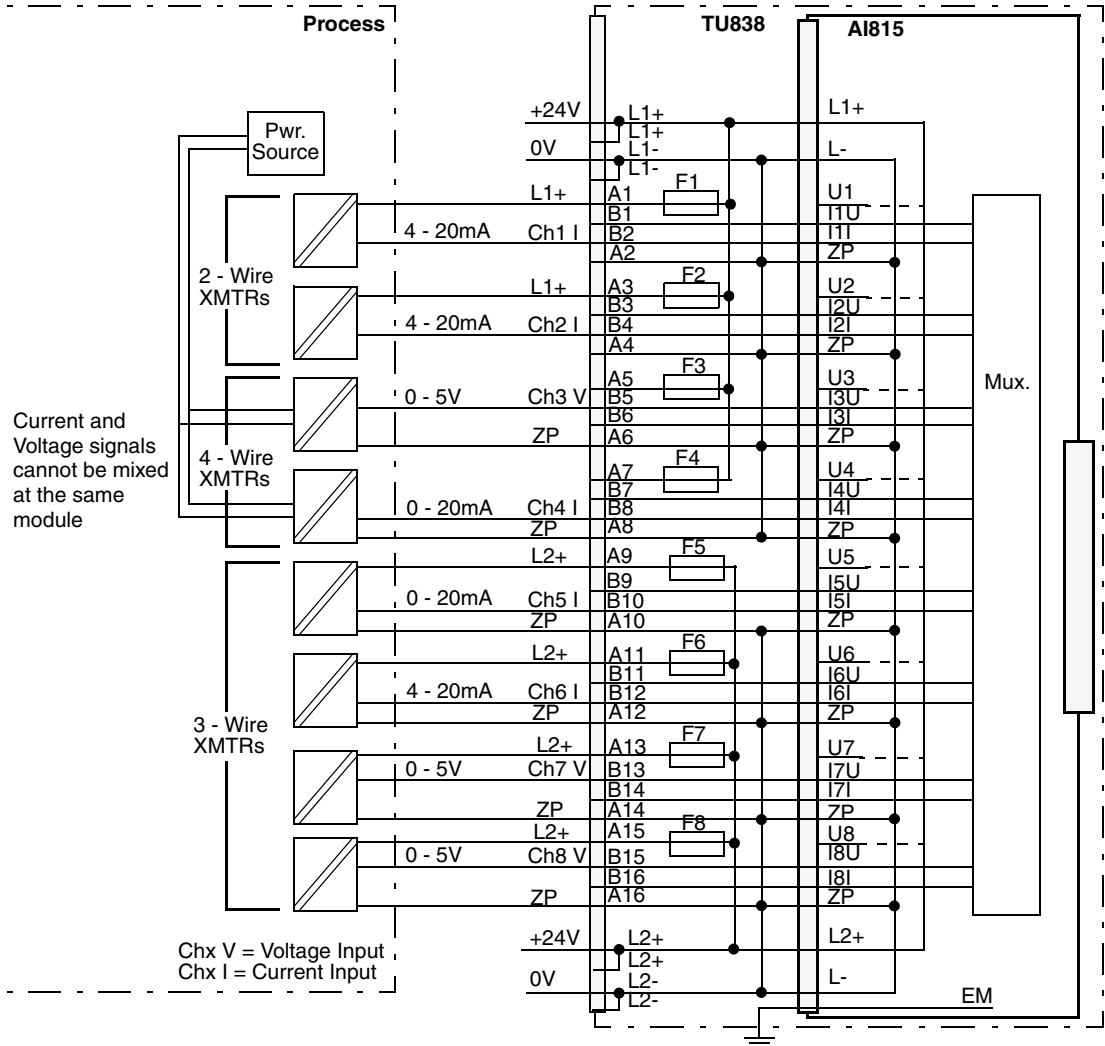 Process
TU838
AI815
Pwr.
Source
+24V
L1+
L1+
L1+
0V
L1-
L1-
L-
L1+
A1
F1
U1
B1
I1U
4 - 20mA
Ch1 I
B2
I1I
A2
ZP
2 - Wire
XMTRs
L1+
A3
F2
U2
B3
I2U
4 - 20mA
Ch2 I
B4
I2I
A4
ZP
A5
F3
U3
0 - 5V
Ch3 V
B5
I3U
B6
I3I
ZP
A6
ZP
Mux.
Current and
Voltage signals
cannot be mixed
at the same
module
4 - Wire
XMTRs
A7
F4
U4
B7
I4U
0 - 20mA
Ch4 I
B8
I4I
ZP
A8
ZP
L2+
A9
F5
U5
B9
I5U
0 - 20mA
Ch5 I
B10
I5I
ZP
A10
ZP
L2+
A11
F6
U6
B11
I6U
4 - 20mA
Ch6 I
B12
I6I
ZP
A12
ZP
3 - Wire
XMTRs
L2+
A13
F7
U7
0 - 5V
Ch7 V
B13
I7U
B14
I7I
ZP
A14
ZP
L2+
A15
F8
U8
0 - 5V
Ch8 V
B15
I8U
B16
I8I
ZP
A16
ZP
+24V
L2+
L2+
L2+
0V
L2-
L2-
L-
Chx V = Voltage Input
Chx I = Current Input
EM